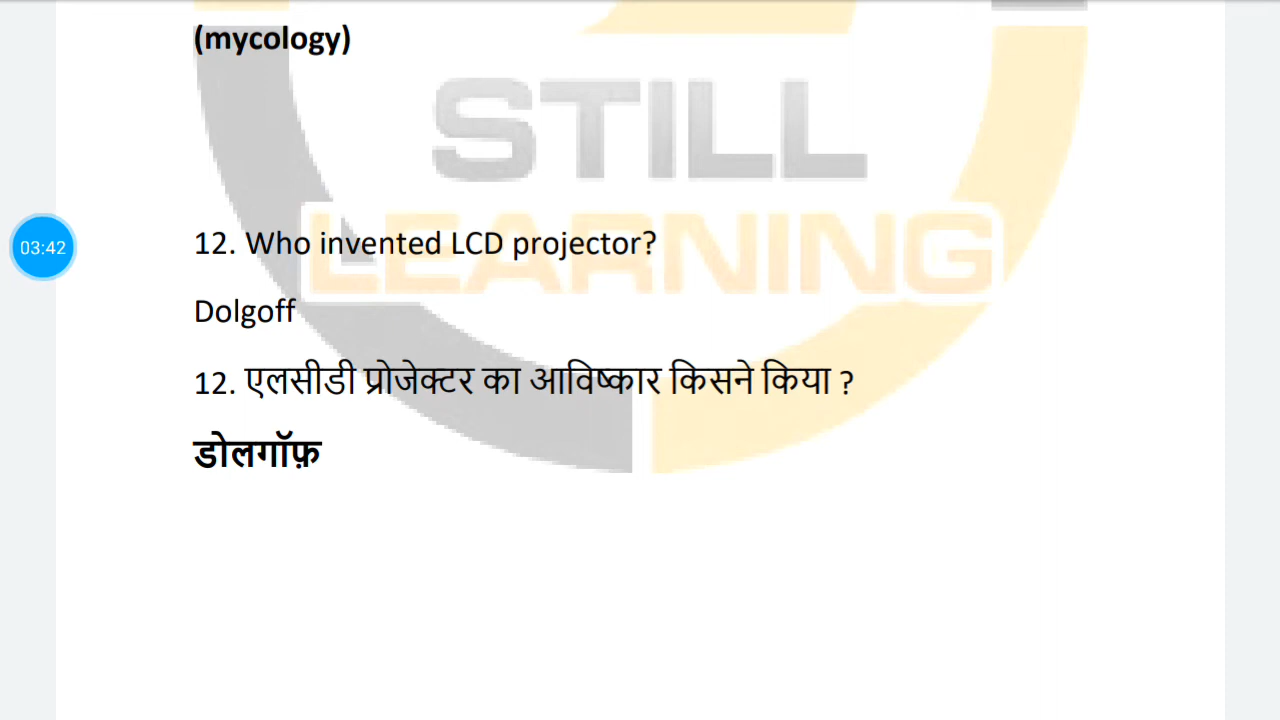 (mycology)
STILL
LEARNING
03:42
12. Who invented LCD projector?
Dolgoff
12. एलसीडी प्रोजेक्टर का आविष्कार किसने किया ?
डोलगॉफ़